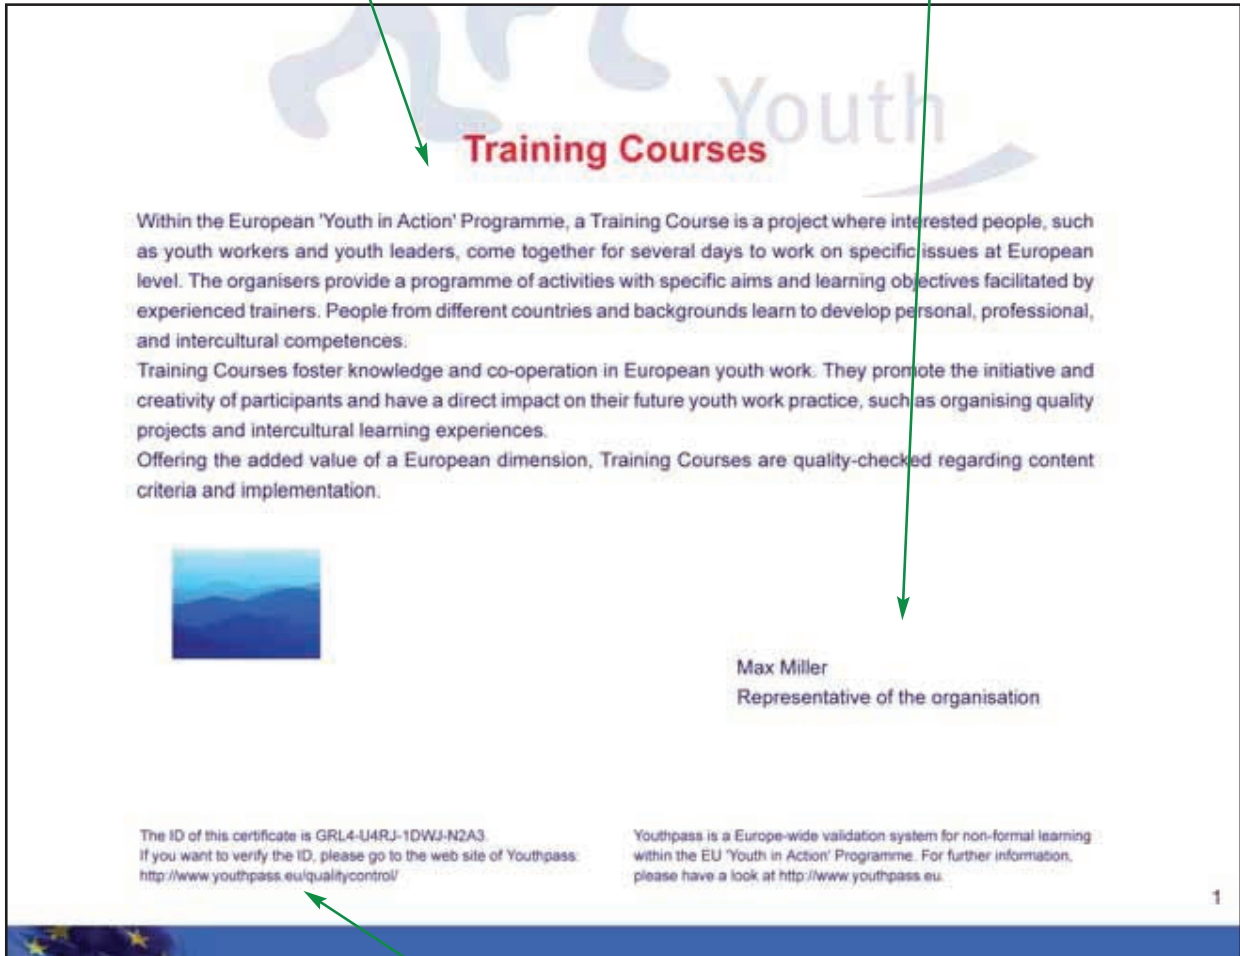 Youth
Training Courses
Within the European 'Youth in Action' Programme, a Training Course is a project where interested people, such
as youth workers and youth leaders, come together for several days to work on specific issues at European
level. The organisers provide a programme of activities with specific aims and learning objectives facilitated by
experienced trainers. People from different countries and backgrounds learn to develop personal, professional,
and intercultural competences.
Training Courses foster knowledge and co-operation in European youth work. They promote the initiative and
creativity of participants and have a direct impact on their future youth work practice, such as organising quality
projects and intercultural learning experiences.
Offering the added value of a European dimension, Training Courses are quality-checked regarding content
criteria and implementation.
Max Miller
Representative of the organisation
The ID of this certificate is GRL4-U4RJ-1DWJ-N2A3.
If you want to verify the ID, please go to the web site of Youthpass:
http://www.youthpass.eu/qualitycontrol/
Youthpass is a Europe-wide validation system for non-formal learning
within the EU 'Youth in Action' Programme. For further information,
please have a look at http://www.youthpass.eu.
1